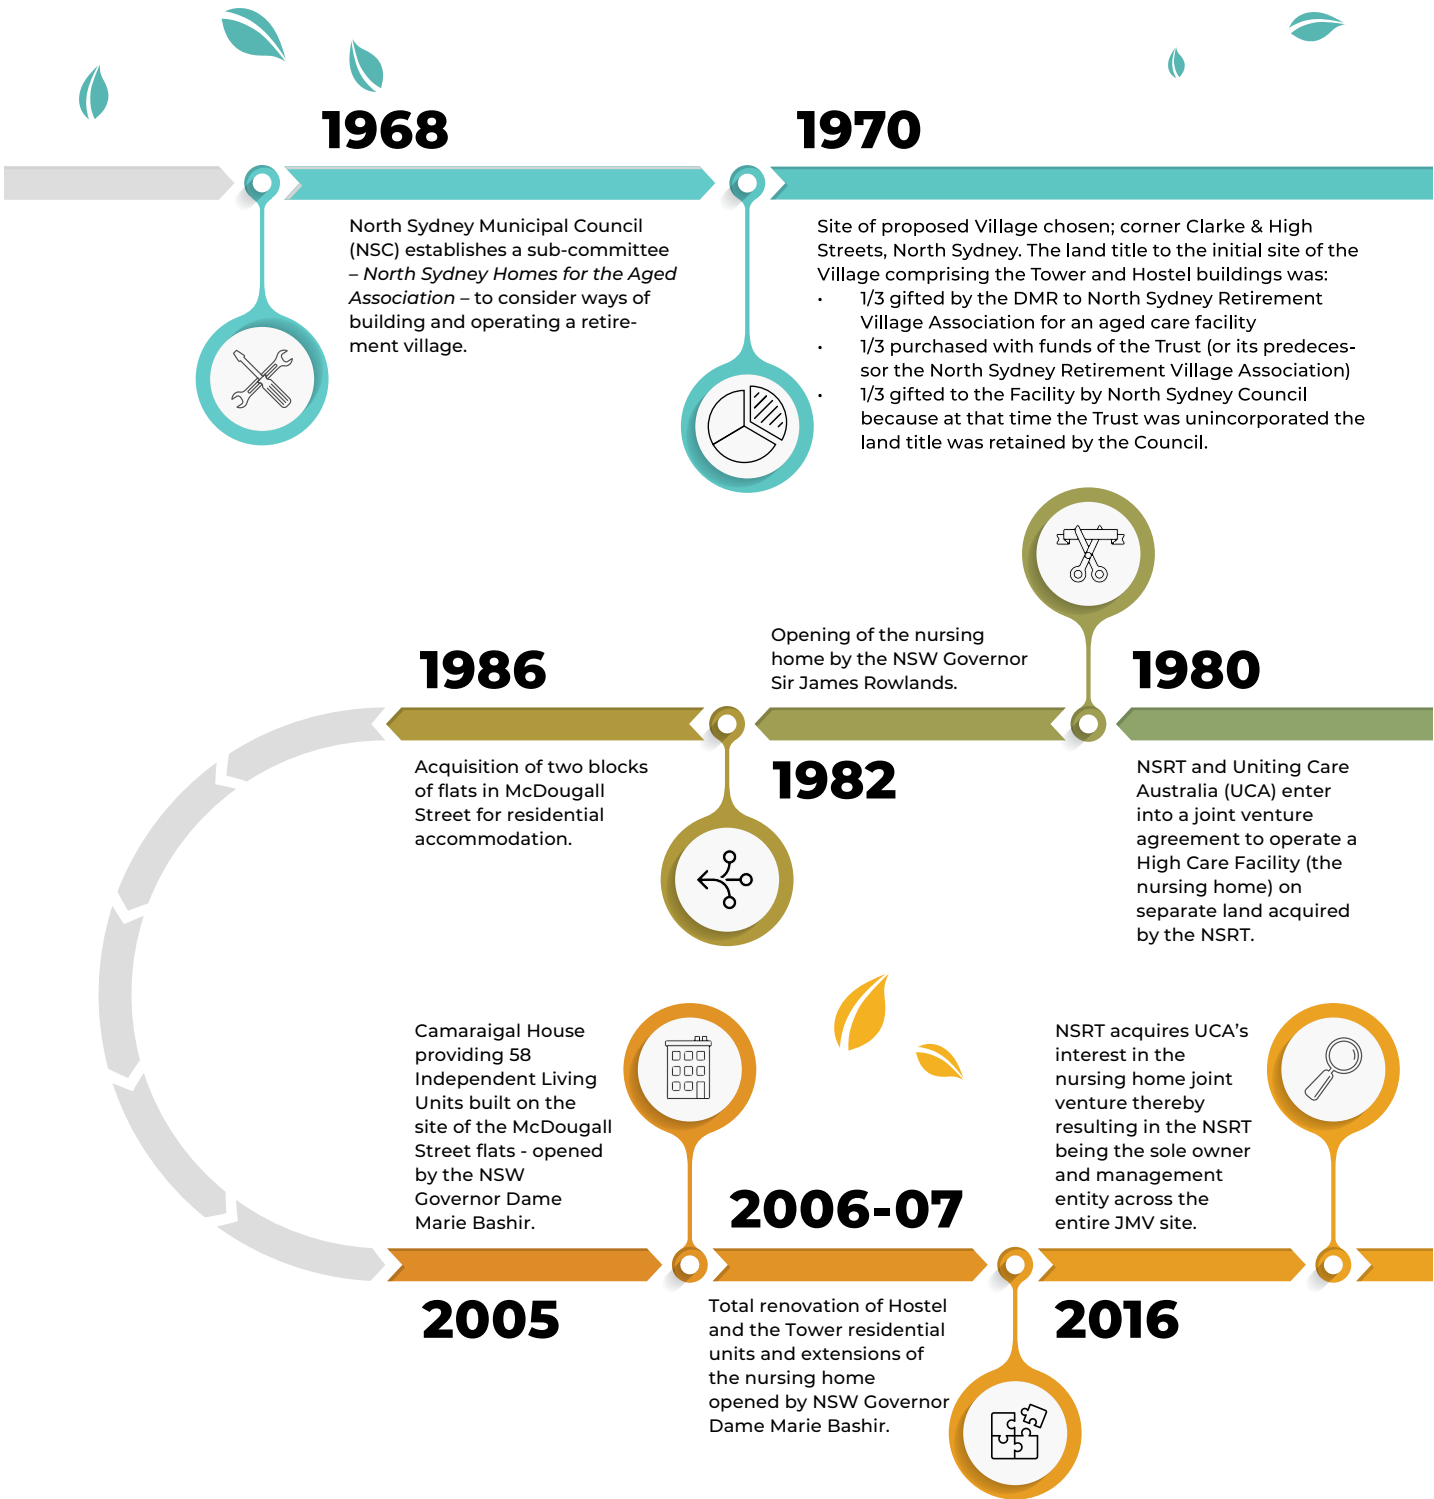 1968
North Sydney Municipal Council
(NSC) establishes a sub-committee
– North Sydney Homes for the Aged
Association – to consider ways of
building and operating a retire-
ment village.
1970
Site of proposed Village chosen; corner Clarke & High
Streets, North Sydney. The land title to the initial site of the
Village comprising the Tower and Hostel buildings was:
• 1/3 gifted by the DMR to North Sydney Retirement
Village Association for an aged care facility
• 1/3 purchased with funds of the Trust (or its predeces-
sor the North Sydney Retirement Village Association)
• 1/3 gifted to the Facility by North Sydney Council
because at that time the Trust was unincorporated the
land title was retained by the Council.
1980
NSRT and Uniting Care
Australia (UCA) enter
into a joint venture
agreement to operate a
High Care Facility (the
nursing home) on
separate land acquired
by the NSRT.
Opening of the nursing
home by the NSW Governor
Sir James Rowlands.
1982
1986
Acquisition of two blocks
of flats in McDougall
Street for residential
accommodation.
Camaraigal House
providing 58
Independent Living
Units built on the
site of the McDougall
Street flats - opened
by the NSW
Governor Dame
Marie Bashir.
2005
2006-07
Total renovation of Hostel
and the Tower residential
units and extensions of
the nursing home
opened by NSW Governor
Dame Marie Bashir.
NSRT acquires UCA’s
interest in the
nursing home joint
venture thereby
resulting in the NSRT
being the sole owner
and management
entity across the
entire JMV site.
2016